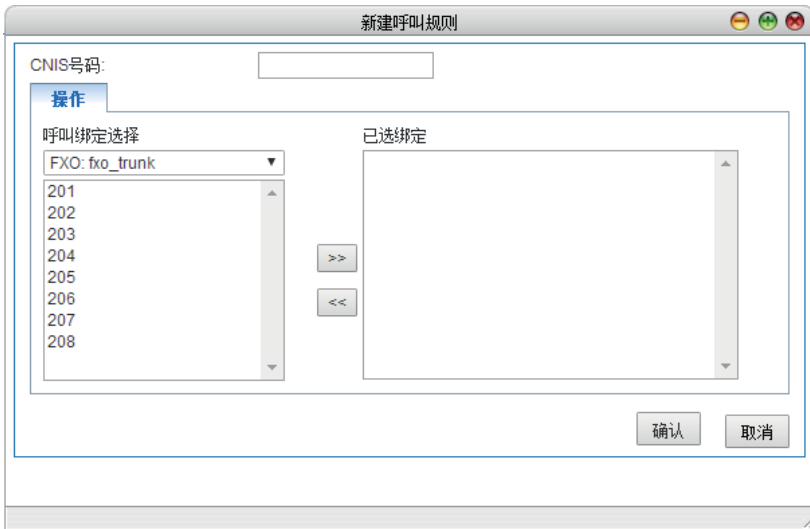 新建呼叫规则
CNIS号码:
操作
呼叫绑定选择
已选绑定
FXO: fxo_trunk
201
202
203
204
205
206
207
208
>>
<<
确认
取消